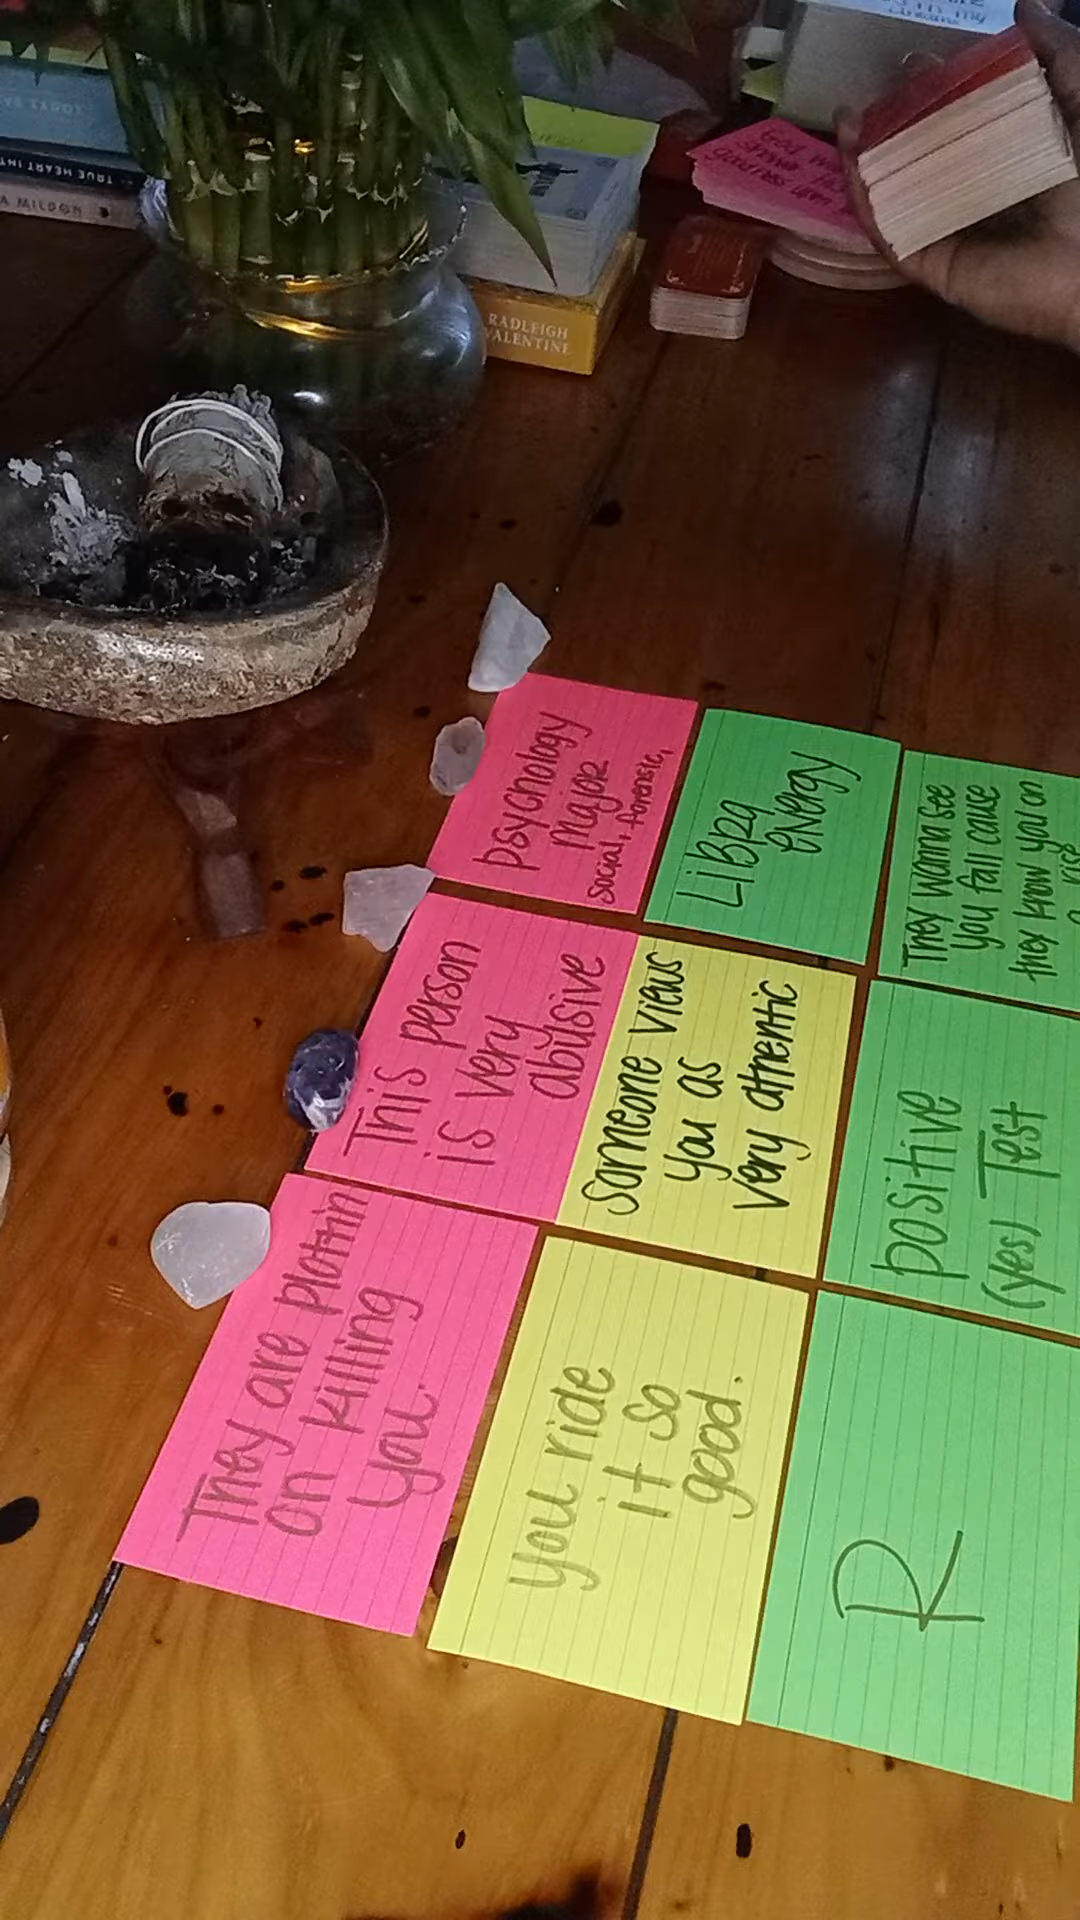 TRUE HEART INT
A MILDON
RADLEIGH
VALENTINE
psychology
major
social, forensic,
Libra
energy
They wanna see
you fall cause
they know you on
This person
is very
abusive
someone views
you as
very athentic
positive
(yes) Test
They are plottin
on killing
you.
you ride
it so
good.
R